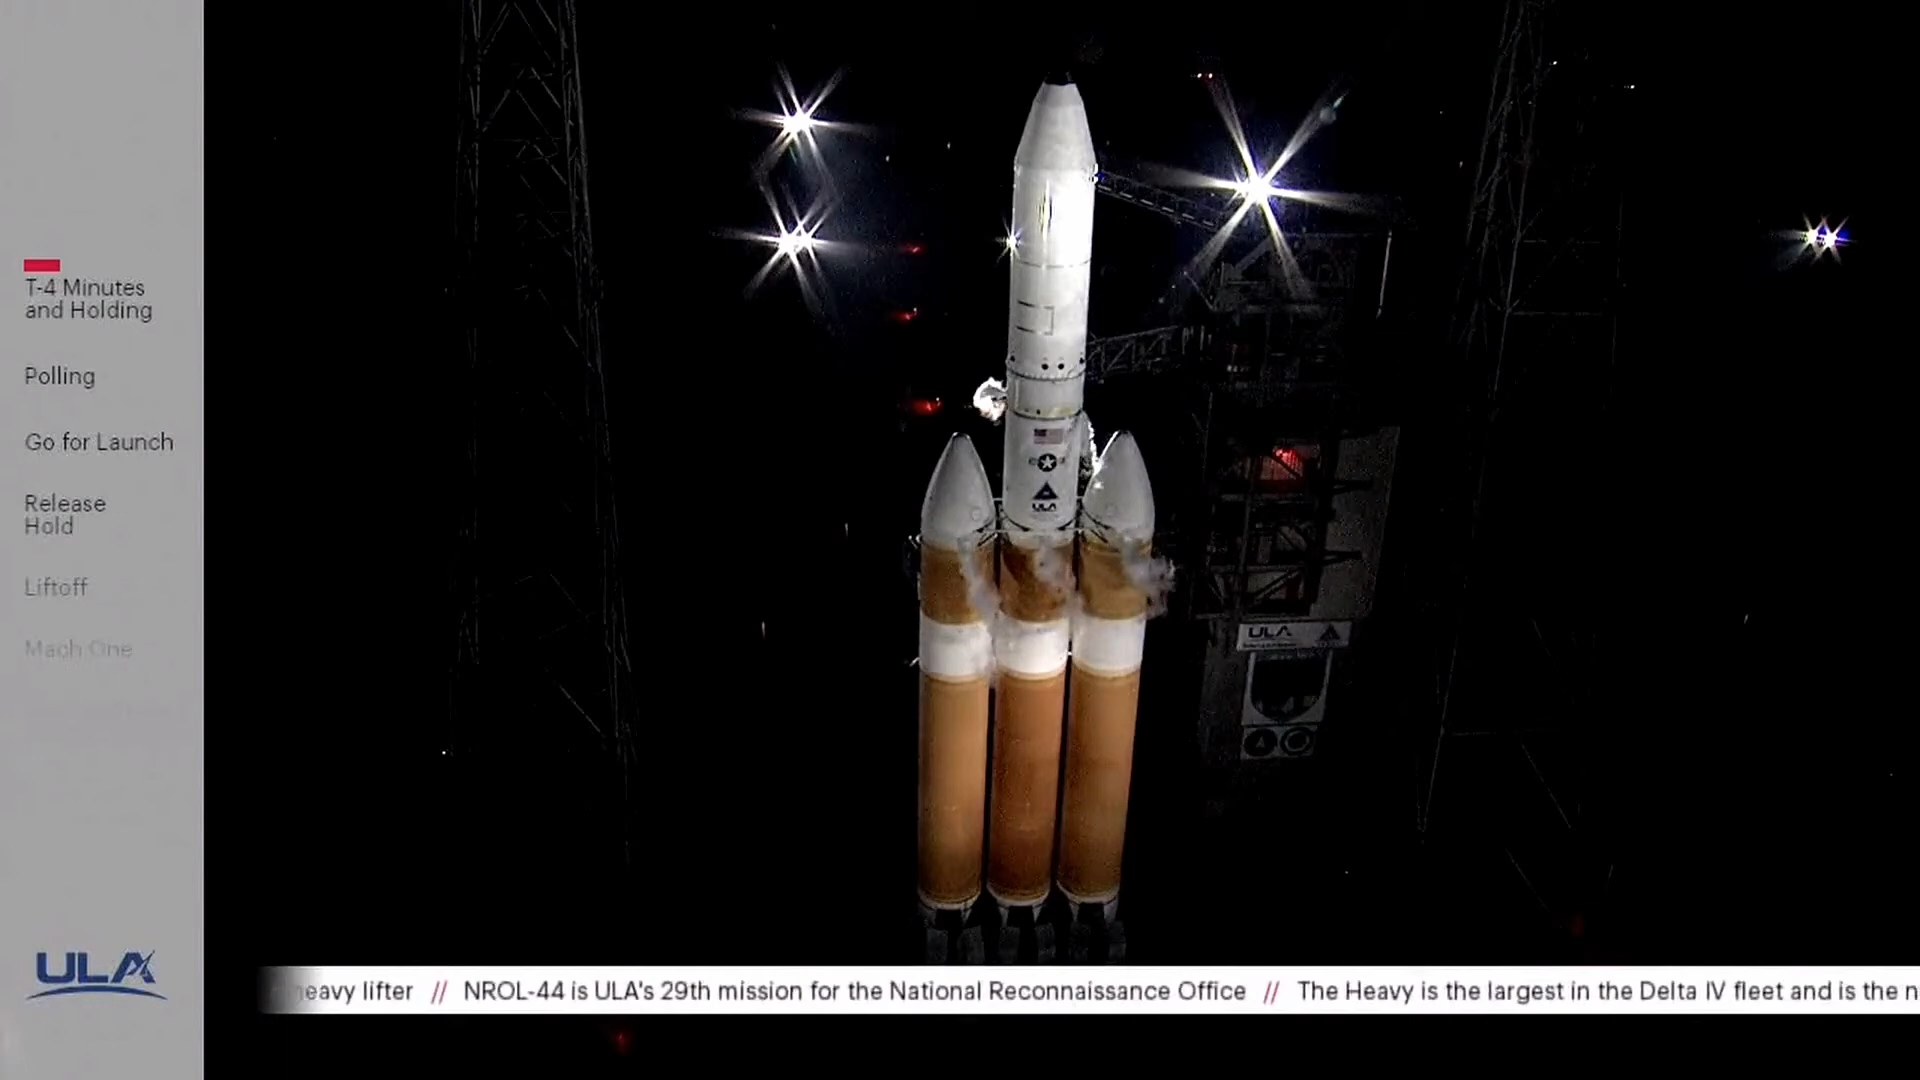 T-4 Minutes
and Holding
Polling
Go for Launch
Release
Hold
Liftoff
Mach One
ULA
ULA
ULA
eavy lifter // NROL-44 is ULA's 29th mission for the National Reconnaissance Office // The Heavy is the largest in the Delta IV fleet and is the n